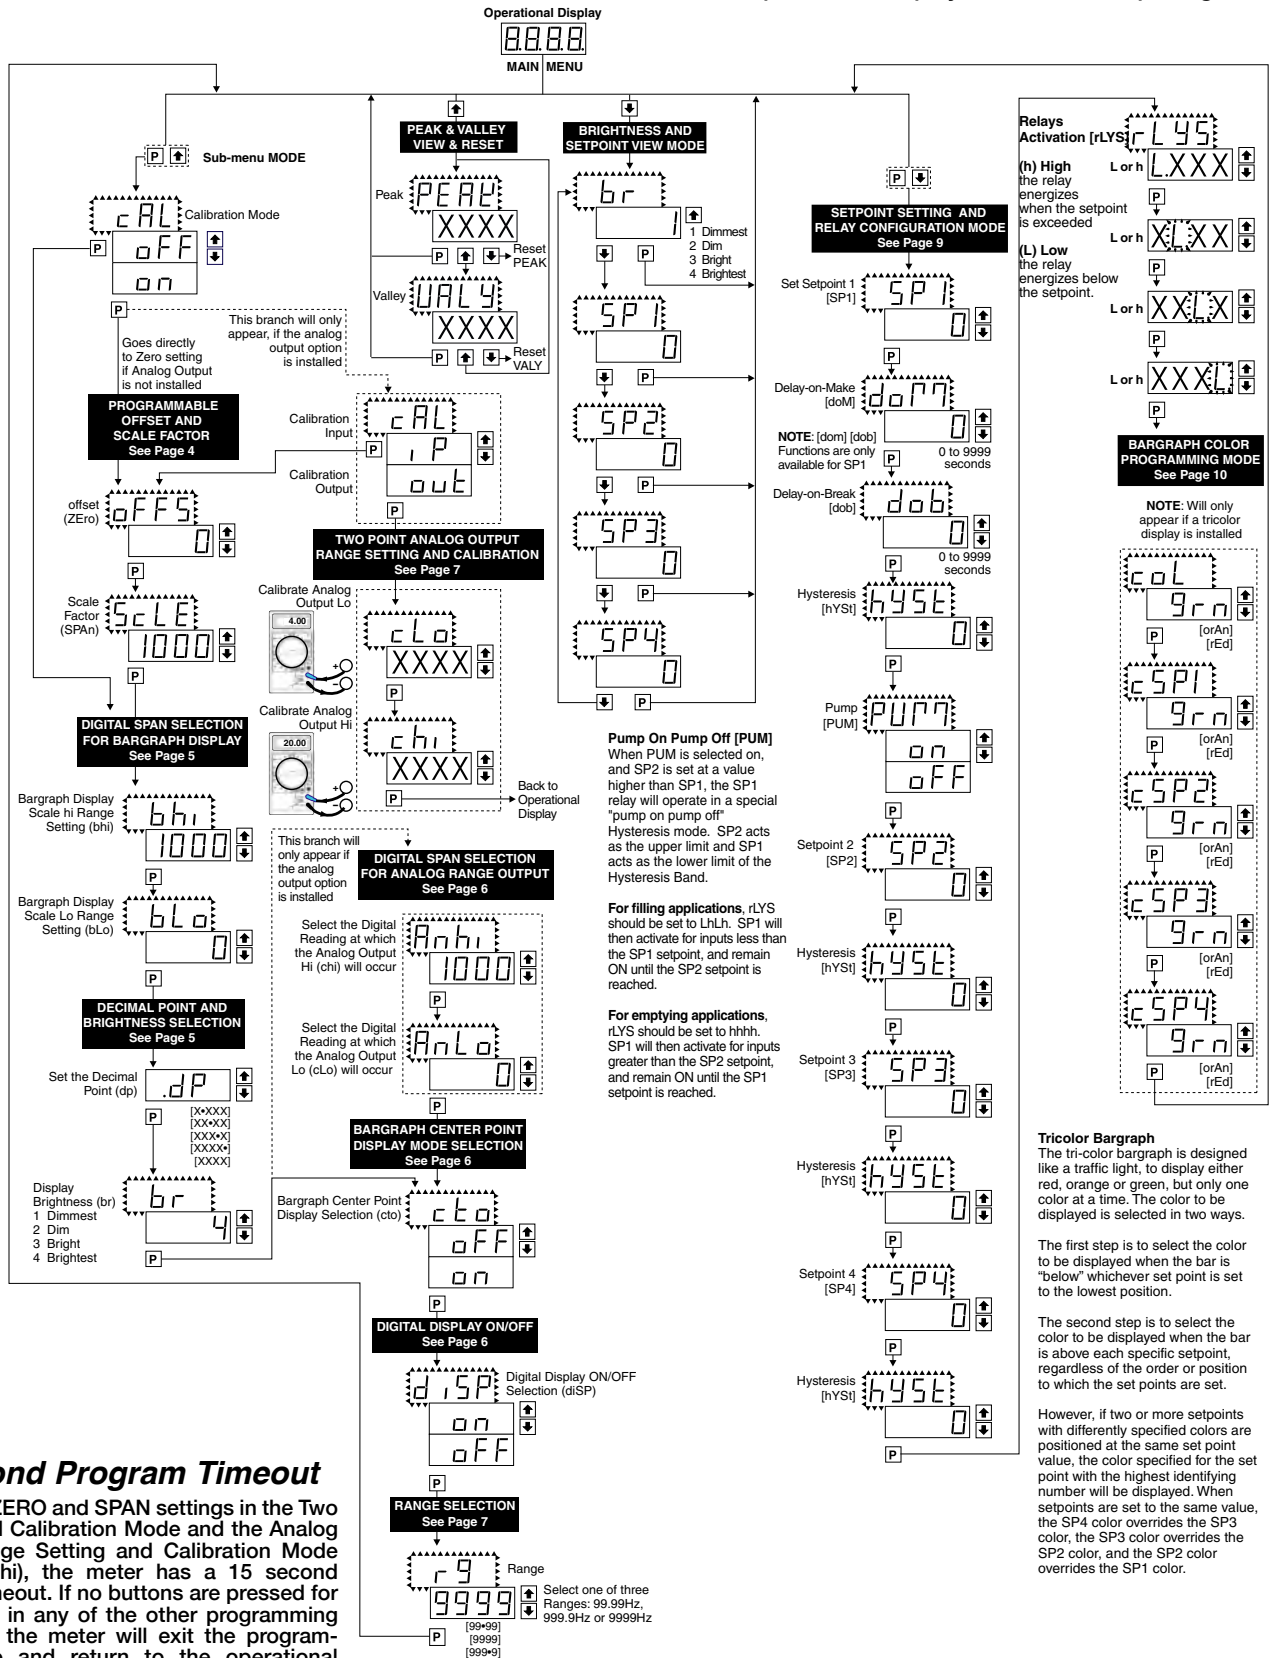 Operational Display
8.8.8.8.
MAIN MENU
P
Sub-menu MODE
cAL
Calibration Mode
P
oFF
on
P
Goes directly
to Zero setting
if Analog Output
is not installed
This branch will only
appear, if the analog
output option
is installed
PROGRAMMABLE
OFFSET AND
SCALE FACTOR
See Page 4
offset
(ZEro)
oFFS
0
P
Scale
Factor
(SPAn)
ScLE
1000
P
DIGITAL SPAN SELECTION
FOR BARGRAPH DISPLAY
See Page 5
Bargraph Display
Scale hi Range
Setting (bhi)
bhi
1000
P
Bargraph Display
Scale Lo Range
Setting (bLo)
bLo
0
P
DECIMAL POINT AND
BRIGHTNESS SELECTION
See Page 5
Set the Decimal
Point (dp)
.dP
P
[X•XXX]
[XX•XX]
[XXX•X]
[XXXX•]
[XXXX]
Display
Brightness (br)
1 Dimmest
2 Dim
3 Bright
4 Brightest
br
4
P
PEAK & VALLEY
VIEW & RESET
Peak
PEAK
XXXX
P
Reset
PEAK
Valley
VALY
XXXX
P
Reset
VALY
Calibration
Input
cAL
P
iP
Calibration
Output
out
P
TWO POINT ANALOG OUTPUT
RANGE SETTING AND CALIBRATION
See Page 7
Calibrate Analog
Output Lo
4.00
+
–
cLo
XXXX
P
Calibrate Analog
Output Hi
20.00
+
–
chi
XXXX
P
Back to
Operational
Display
This branch will
only appear if
the analog
output option
is installed
DIGITAL SPAN SELECTION
FOR ANALOG RANGE OUTPUT
See Page 6
Select the Digital
Reading at which
the Analog Output
Hi (chi) will occur
Anhi
1000
P
Select the Digital
Reading at which
the Analog Output
Lo (cLo) will occur
AnLo
0
P
BARGRAPH CENTER POINT
DISPLAY MODE SELECTION
See Page 6
Bargraph Center Point
Display Selection (cto)
cto
oFF
on
P
DIGITAL DISPLAY ON/OFF
See Page 6
diSP
Digital Display ON/OFF
Selection (diSP)
on
oFF
P
RANGE SELECTION
See Page 7
rg
Range
9999
Select one of three
Ranges: 99.99Hz,
999.9Hz or 9999Hz
P
[99•99]
[9999]
[999•9]
BRIGHTNESS AND
SETPOINT VIEW MODE
br
1
1 Dimmest
2 Dim
3 Bright
4 Brightest
P
SP1
0
P
SP2
0
P
SP3
0
P
SP4
0
P
Pump On Pump Off [PUM]
When PUM is selected on,
and SP2 is set at a value
higher than SP1, the SP1
relay will operate in a special
"pump on pump off"
Hysteresis mode. SP2 acts
as the upper limit and SP1
acts as the lower limit of the
Hysteresis Band.
For filling applications, rLYS
should be set to LhLh. SP1 will
then activate for inputs less than
the SP1 setpoint, and remain
ON until the SP2 setpoint is
reached.
For emptying applications,
rLYS should be set to hhhh.
SP1 will then activate for inputs
greater than the SP2 setpoint,
and remain ON until the SP1
setpoint is reached.
P
SETPOINT SETTING AND
RELAY CONFIGURATION MODE
See Page 9
Set Setpoint 1
[SP1]
SP1
0
P
Delay-on-Make
[doM]
doM
0
NOTE: [dom] [dob]
Functions are only
available for SP1
P
0 to 9999
seconds
Delay-on-Break
[dob]
dob
0
0 to 9999
seconds
P
Hysteresis
[hYSt]
hYSt
0
P
Pump
[PUM]
PUM
on
oFF
P
Setpoint 2
[SP2]
SP2
0
P
Hysteresis
[hYSt]
hYSt
0
P
Setpoint 3
[SP3]
SP3
0
P
Hysteresis
[hYSt]
hYSt
0
P
Setpoint 4
[SP4]
SP4
0
P
Hysteresis
[hYSt]
hYSt
0
P
Relays
Activation [rLYS]
(h) High
the relay
energizes
when the setpoint
is exceeded
(L) Low
the relay
energizes below
the setpoint.
rLYS
L or h
L.XXX
P
L or h
XLXX
P
L or h
XXLX
P
L or h
XXXL
P
BARGRAPH COLOR
PROGRAMMING MODE
See Page 10
NOTE: Will only
appear if a tricolor
display is installed
coL
grn
P
[orAn]
[rEd]
cSP1
grn
P
[orAn]
[rEd]
cSP2
grn
P
[orAn]
[rEd]
cSP3
grn
P
[orAn]
[rEd]
cSP4
grn
P
[orAn]
[rEd]
Tricolor Bargraph
The tri-color bargraph is designed
like a traffic light, to display either
red, orange or green, but only one
color at a time. The color to be
displayed is selected in two ways.
The first step is to select the color
to be displayed when the bar is
“below” whichever set point is set
to the lowest position.
The second step is to select the
color to be displayed when the bar
is above each specific setpoint,
regardless of the order or position
to which the set points are set.
However, if two or more setpoints
with differently specified colors are
positioned at the same set point
value, the color specified for the set
point with the highest identifying
number will be displayed. When
setpoints are set to the same value,
the SP4 color overrides the SP3
color, the SP3 color overrides the
SP2 color, and the SP2 color
overrides the SP1 color.
ond Program Timeout
ZERO and SPAN settings in the Two
Calibration Mode and the Analog
ge Setting and Calibration Mode
hi), the meter has a 15 second
meout. If no buttons are pressed for
in any of the other programming
the meter will exit the program-
and return to the operational